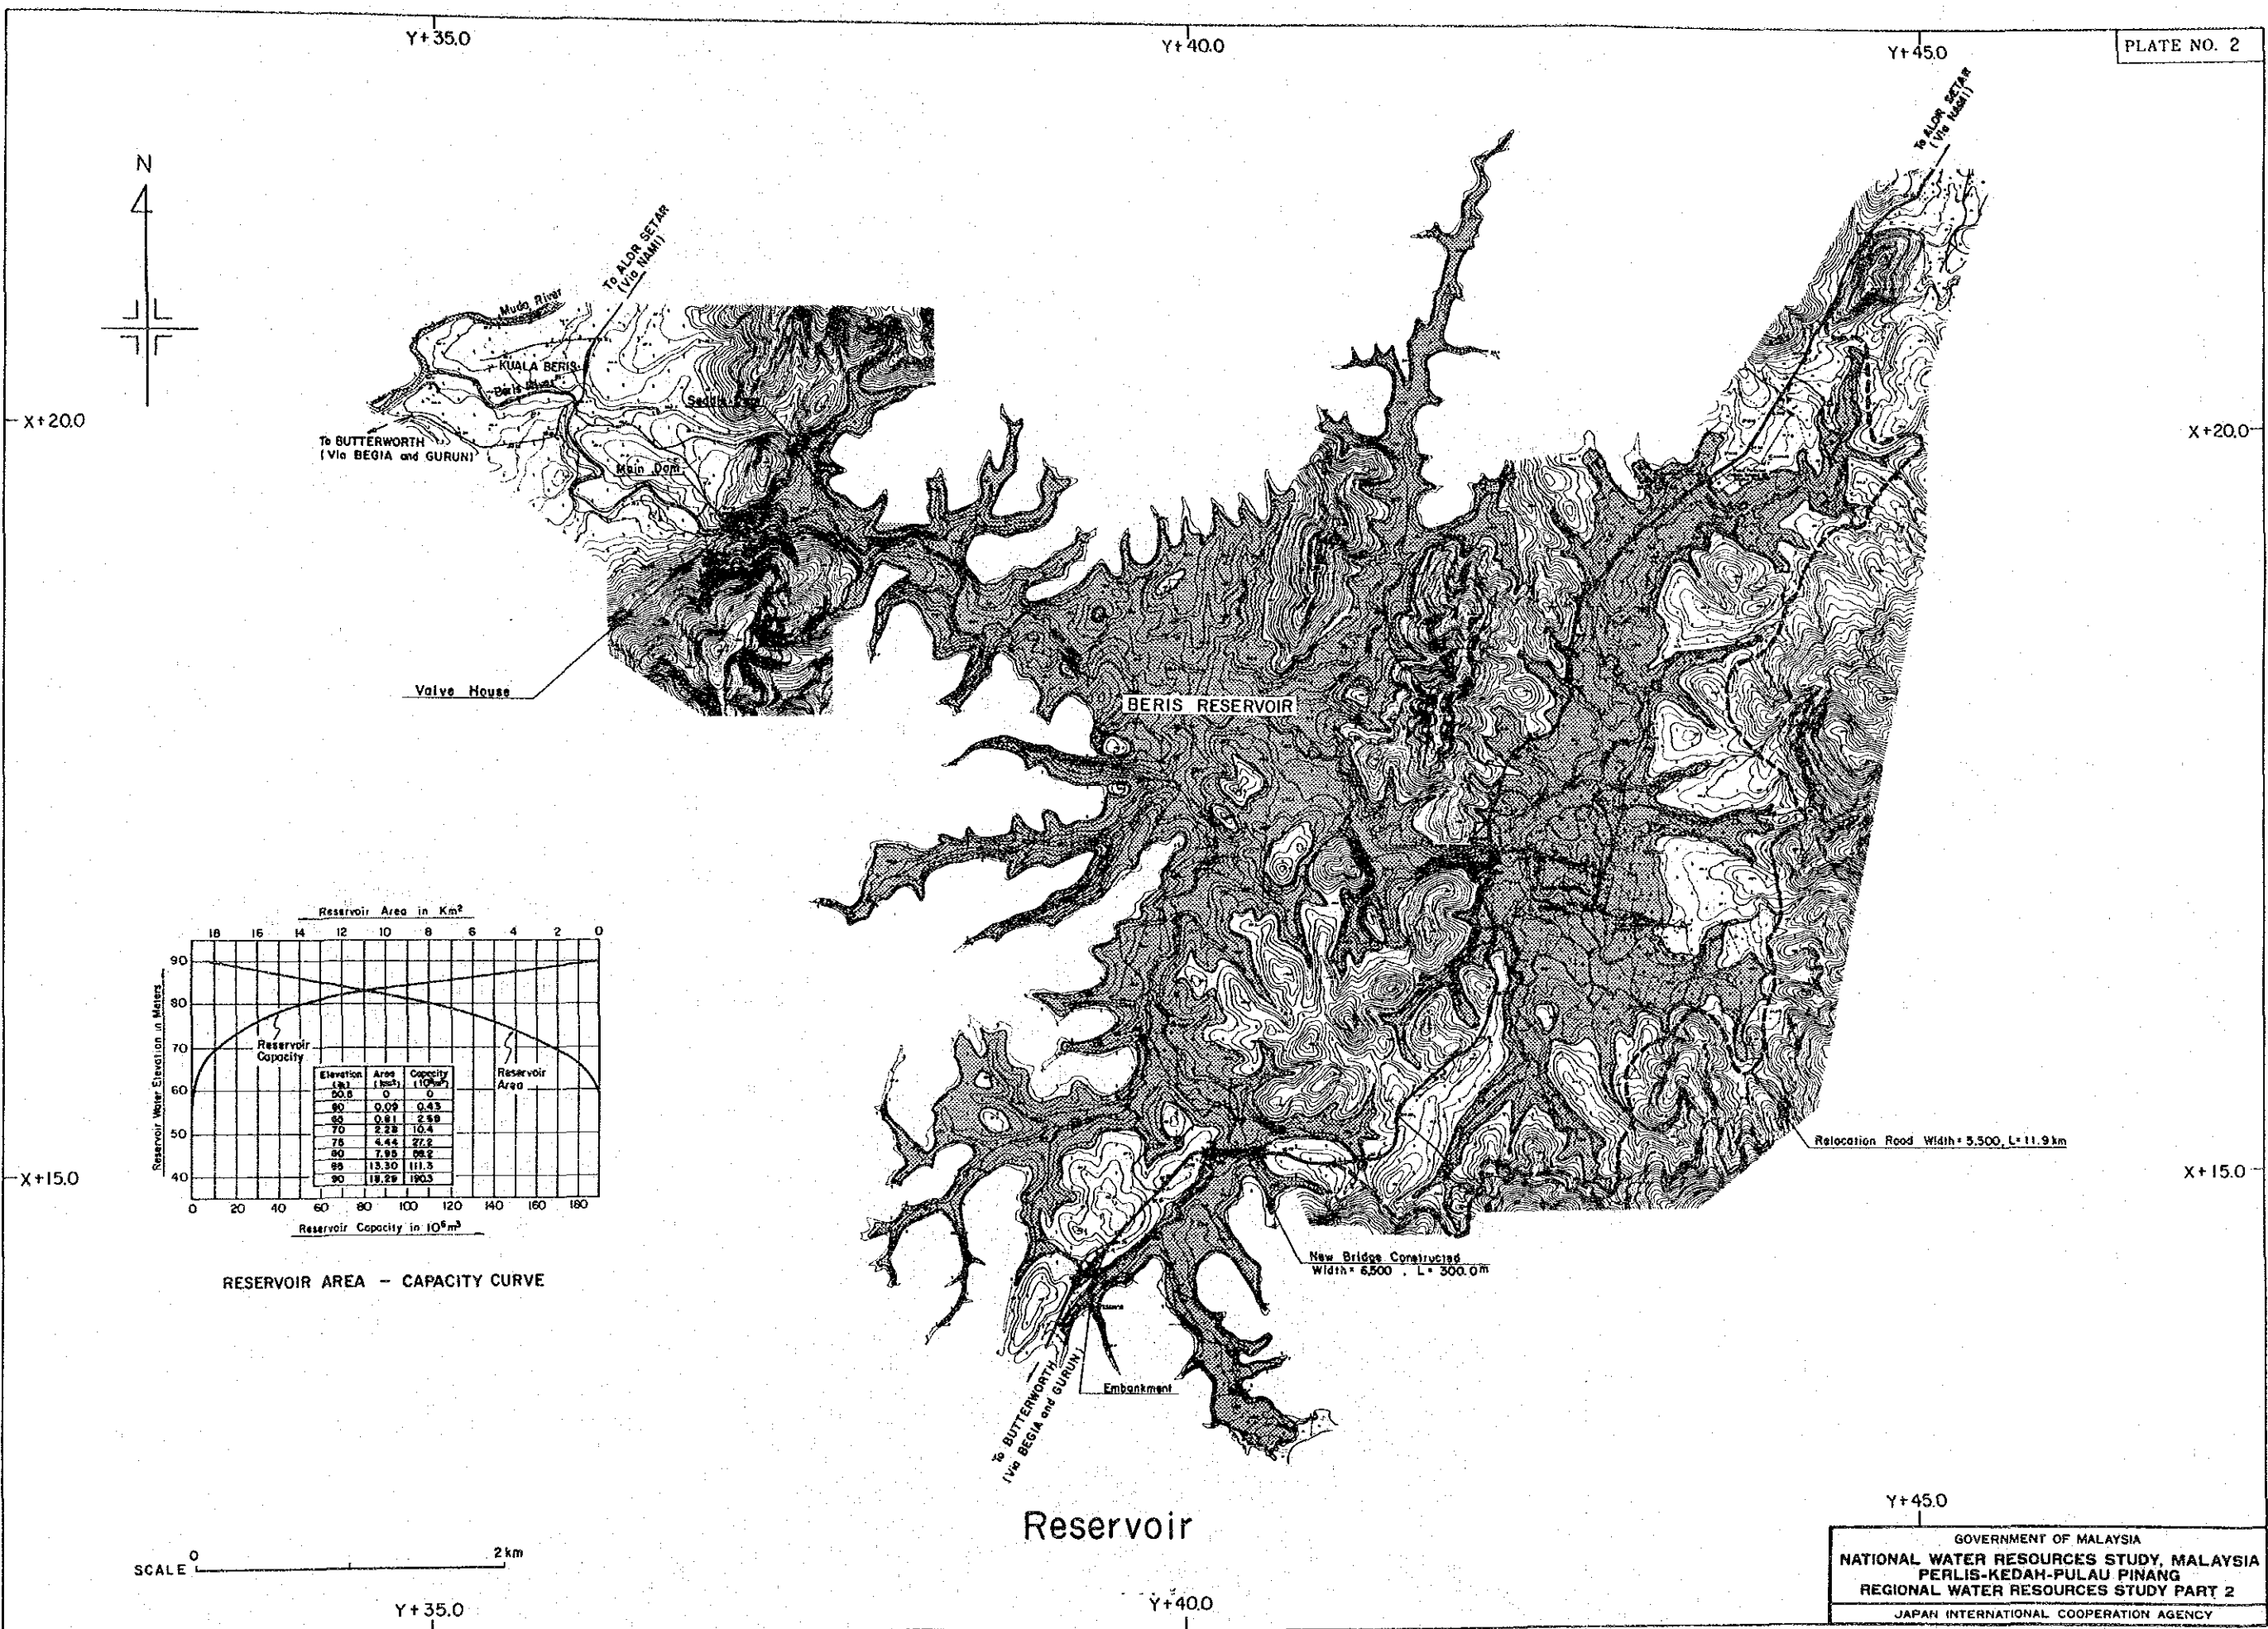 PLATE NO. 2
Y+35.0
Y+40.0
Y+45.0
N
To ALOR SETAR
(Via NAMI)
To ALOR SETAR
(Via NAMI)
Muda River
KUALA BERIS
Beris River
X+20.0
X+20.0
To BUTTERWORTH
(Via BEGIA and GURUN)
Main Dam
Valve House
BERIS RESERVOIR
Reservoir Area in Km²
18 16 14 12 10 8 6 4 2 0
Reservoir Water Elevation in Meters
90
80
70
60
50
40
Reservoir
Capacity
Reservoir
Area
Elevation Area Capacity
0 0
60 0.09 0.43
65 0.81 2.59
70 2.28 10.4
75 4.44 27.2
80 7.95
85 13.30 111.3
90 18.29 190.3
0 20 40 60 80 100 120 140 160 180
Reservoir Capacity in 10⁶m³
RESERVOIR AREA – CAPACITY CURVE
X+15.0
X+15.0
Relocation Road Width= 5,500, L= 11.9 km
New Bridge Constructed
Width= 6,500 , L= 300.0m
Embankment
To BUTTERWORTH
(Via BEGIA and GURUN)
Reservoir
SCALE 0 2 km
Y+35.0
Y+40.0
Y+45.0
GOVERNMENT OF MALAYSIA
NATIONAL WATER RESOURCES STUDY, MALAYSIA
PERLIS-KEDAH-PULAU PINANG
REGIONAL WATER RESOURCES STUDY PART 2
JAPAN INTERNATIONAL COOPERATION AGENCY